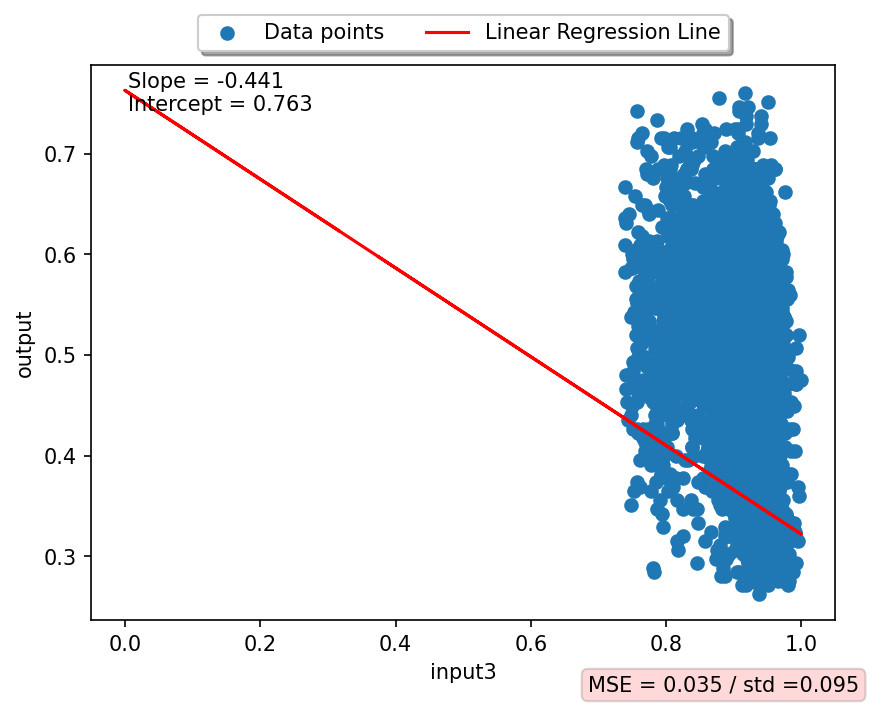 Data points
Linear Regression Line
Slope = -0.441
Intercept = 0.763
output
0.7
0.6
0.5
0.4
0.3
0.0 0.2 0.4 0.6 0.8 1.0
input3
MSE = 0.035 / std =0.095